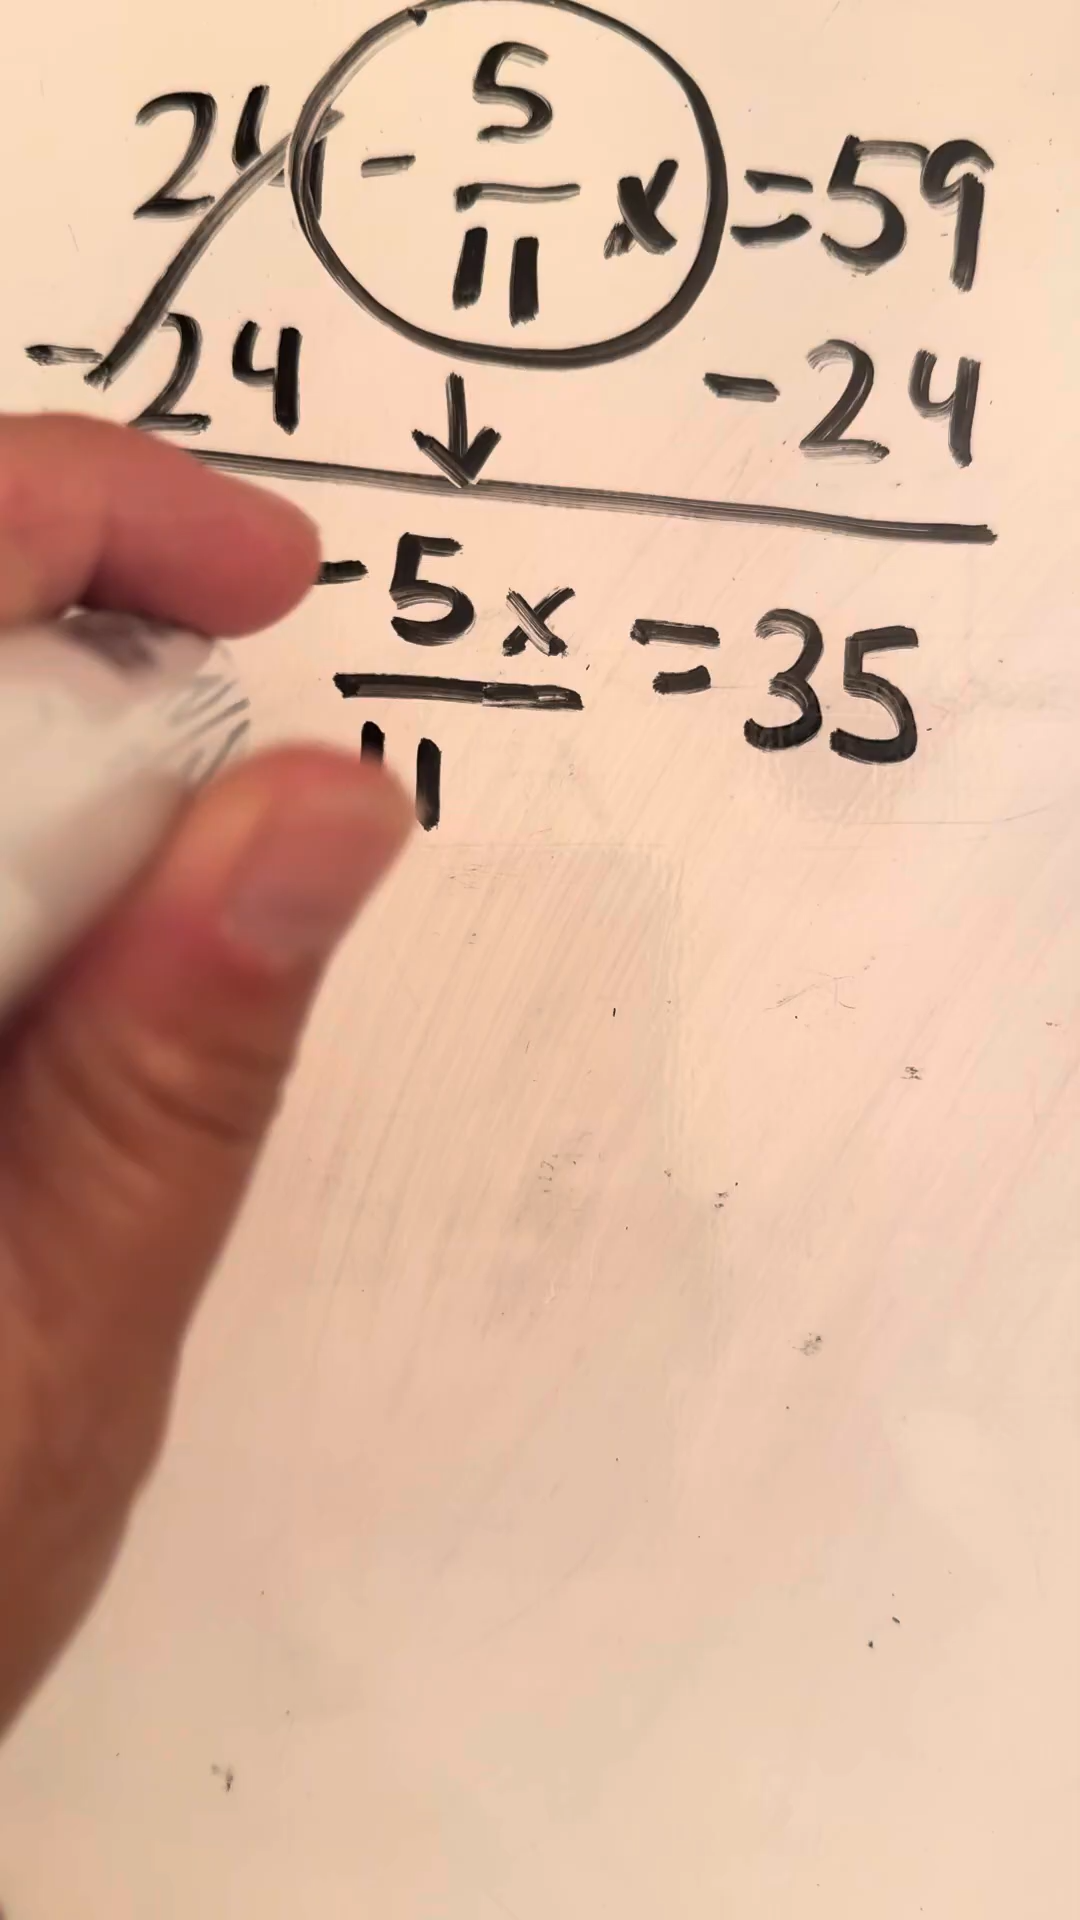 24 - 5/11 x = 59
-24 -24
↓
-5x/11 = 35